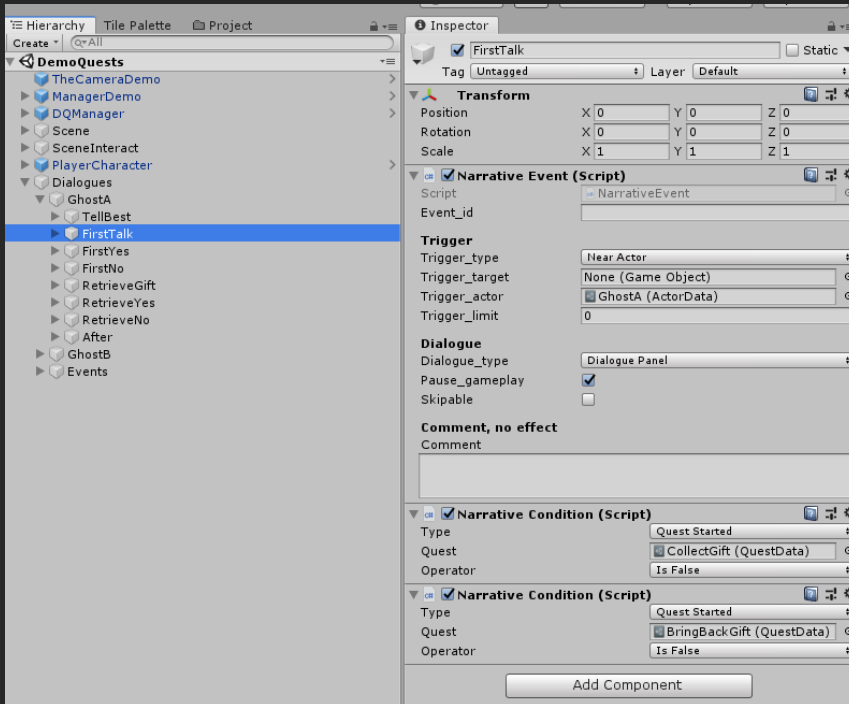 Hierarchy Tile Palette Project
Create All
DemoQuests
TheCameraDemo
ManagerDemo
DQManager
Scene
SceneInteract
PlayerCharacter
Dialogues
GhostA
TellBest
FirstTalk
FirstYes
FirstNo
RetrieveGift
RetrieveYes
RetrieveNo
After
GhostB
Events
Inspector
FirstTalk Static
Tag Untagged Layer Default
Transform
Position X 0 Y 0 Z 0
Rotation X 0 Y 0 Z 0
Scale X 1 Y 1 Z 1
Narrative Event (Script)
Script NarrativeEvent
Event_id
Trigger
Trigger_type Near Actor
Trigger_target None (Game Object)
Trigger_actor GhostA (ActorData)
Trigger_limit 0
Dialogue
Dialogue_type Dialogue Panel
Pause_gameplay
Skipable
Comment, no effect
Comment
Narrative Condition (Script)
Type Quest Started
Quest CollectGift (QuestData)
Operator Is False
Narrative Condition (Script)
Type Quest Started
Quest BringBackGift (QuestData)
Operator Is False
Add Component